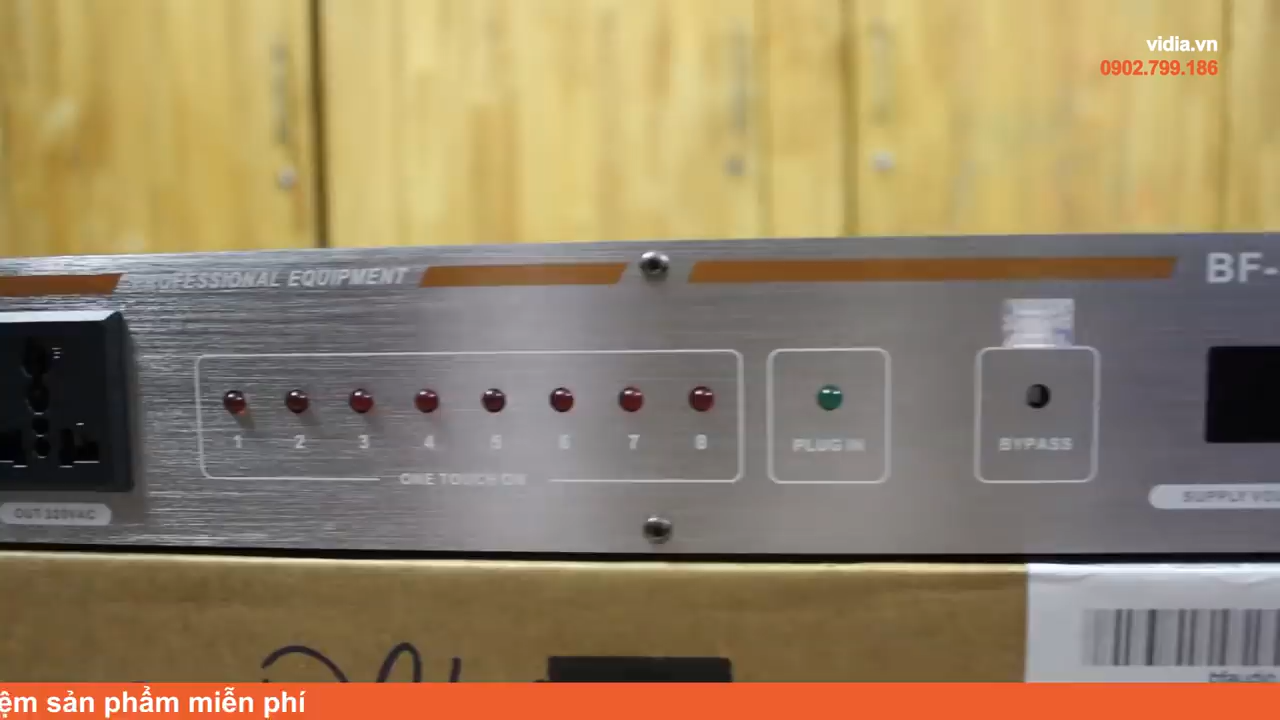 vidia.vn
0902.799.186
PROFESSIONAL EQUIPMENT
BF-
1 2 3 4 5 6 7 8
PLUG IN
BYPASS
ONE TOUCH ON
SUPPLY
ệm sản phẩm miễn phí